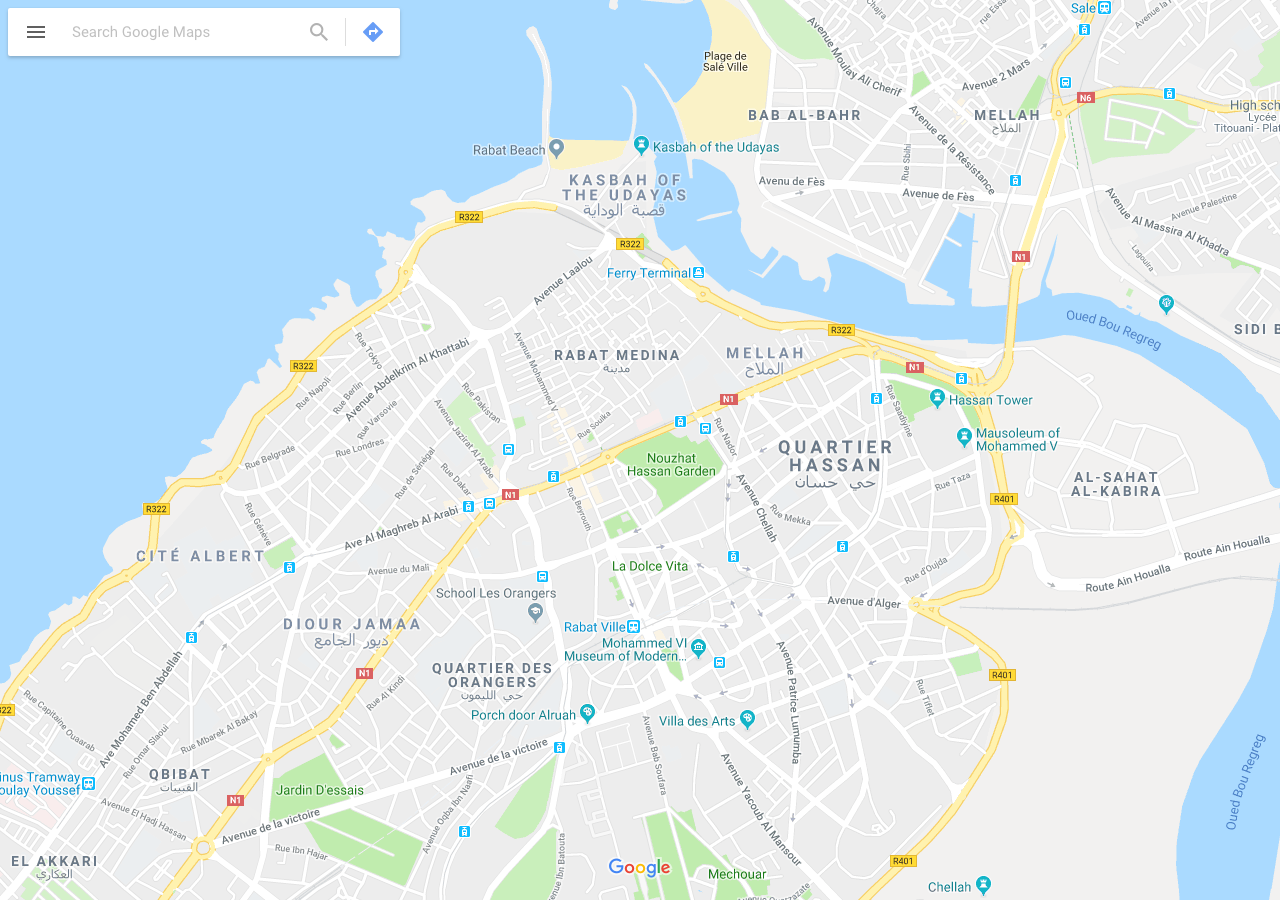 Search Google Maps
Sale
Chajra
rue Essi
Avenue la
Plage de
Salé Ville
Avenue Moulay Ali Cherif
Avenue 2 Mars
N6
High sch
Lycée
Titouani - Plat
BAB AL-BAHR
MELLAH
الملاح
Avenue de la Résistance
Rue Sbihi
Rabat Beach
Kasbah of the Udayas
KASBAH OF
THE UDAYAS
قصبة الوداية
Avenu de Fès
Avenue de Fès
Avenue Palestine
Avenue Al Massira Al Khadra
Lagouira
R322
R322
N1
Ferry Terminal
Avenue Laalou
Oued Bou Regreg
SIDI B
R322
RABAT MEDINA
مدينة
MELLAH
الملاح
R322
N1
Rue Tokyo
Avenue Abdelkrim Al Khattabi
Avenue Mohammed V
Rue Napoli
Rue Berlin
Rue Varsovie
Rue Pakistan
Avenue Jazirat Al Arabe
Rue Souika
N1
Hassan Tower
Rue Saadiyine
Mausoleum of
Mohammed V
Rue Belgrade
Rue Londres
Rue de Sénégal
Rue Dakar
Rue Nador
QUARTIER
HASSAN
حي حسان
Nouzhat
Hassan Garden
AL-SAHAT
AL-KABIRA
Rue Taza
R401
N1
R322
Rue Beyrouth
Avenue Chellah
Rue Mekka
Rue Genève
Ave Al Maghreb Al Arabi
CITÉ ALBERT
Avenue du Mali
La Dolce Vita
Rue d'Oujda
Route Ain Houalla
Route Ain Houalla
School Les Orangers
Avenue d'Alger
DIOUR JAMAA
ديور الجامع
Rabat Ville
Mohammed VI
Museum of Modern...
Avenue Patrice Lumumba
QUARTIER DES
ORANGERS
حي الليمون
N1
R401
Rue Al Kindi
Rue Tiflet
Ave Mohamed Ben Abdellah
322
Rue Capitaine Ouaarab
Rue Omar Slaoui
Rue Mbarek Al Bakay
Porch door Alruah
Villa des Arts
Avenue Bab Soufara
Avenue de la victoire
Oued Bou Regreg
QBIBAT
القبيبات
inus Tramway
oulay Youssef
Jardin D'essais
N1
Avenue El Hadj Hassan
Avenue de la victoire
Avenue Oqba Ibn Naafi
Avenue Yacoub Al Mansour
Rue Ibn Hajar
Rue Ibn Batouta
EL AKKARI
العكاري
Google
Mechouar
R401
Chellah